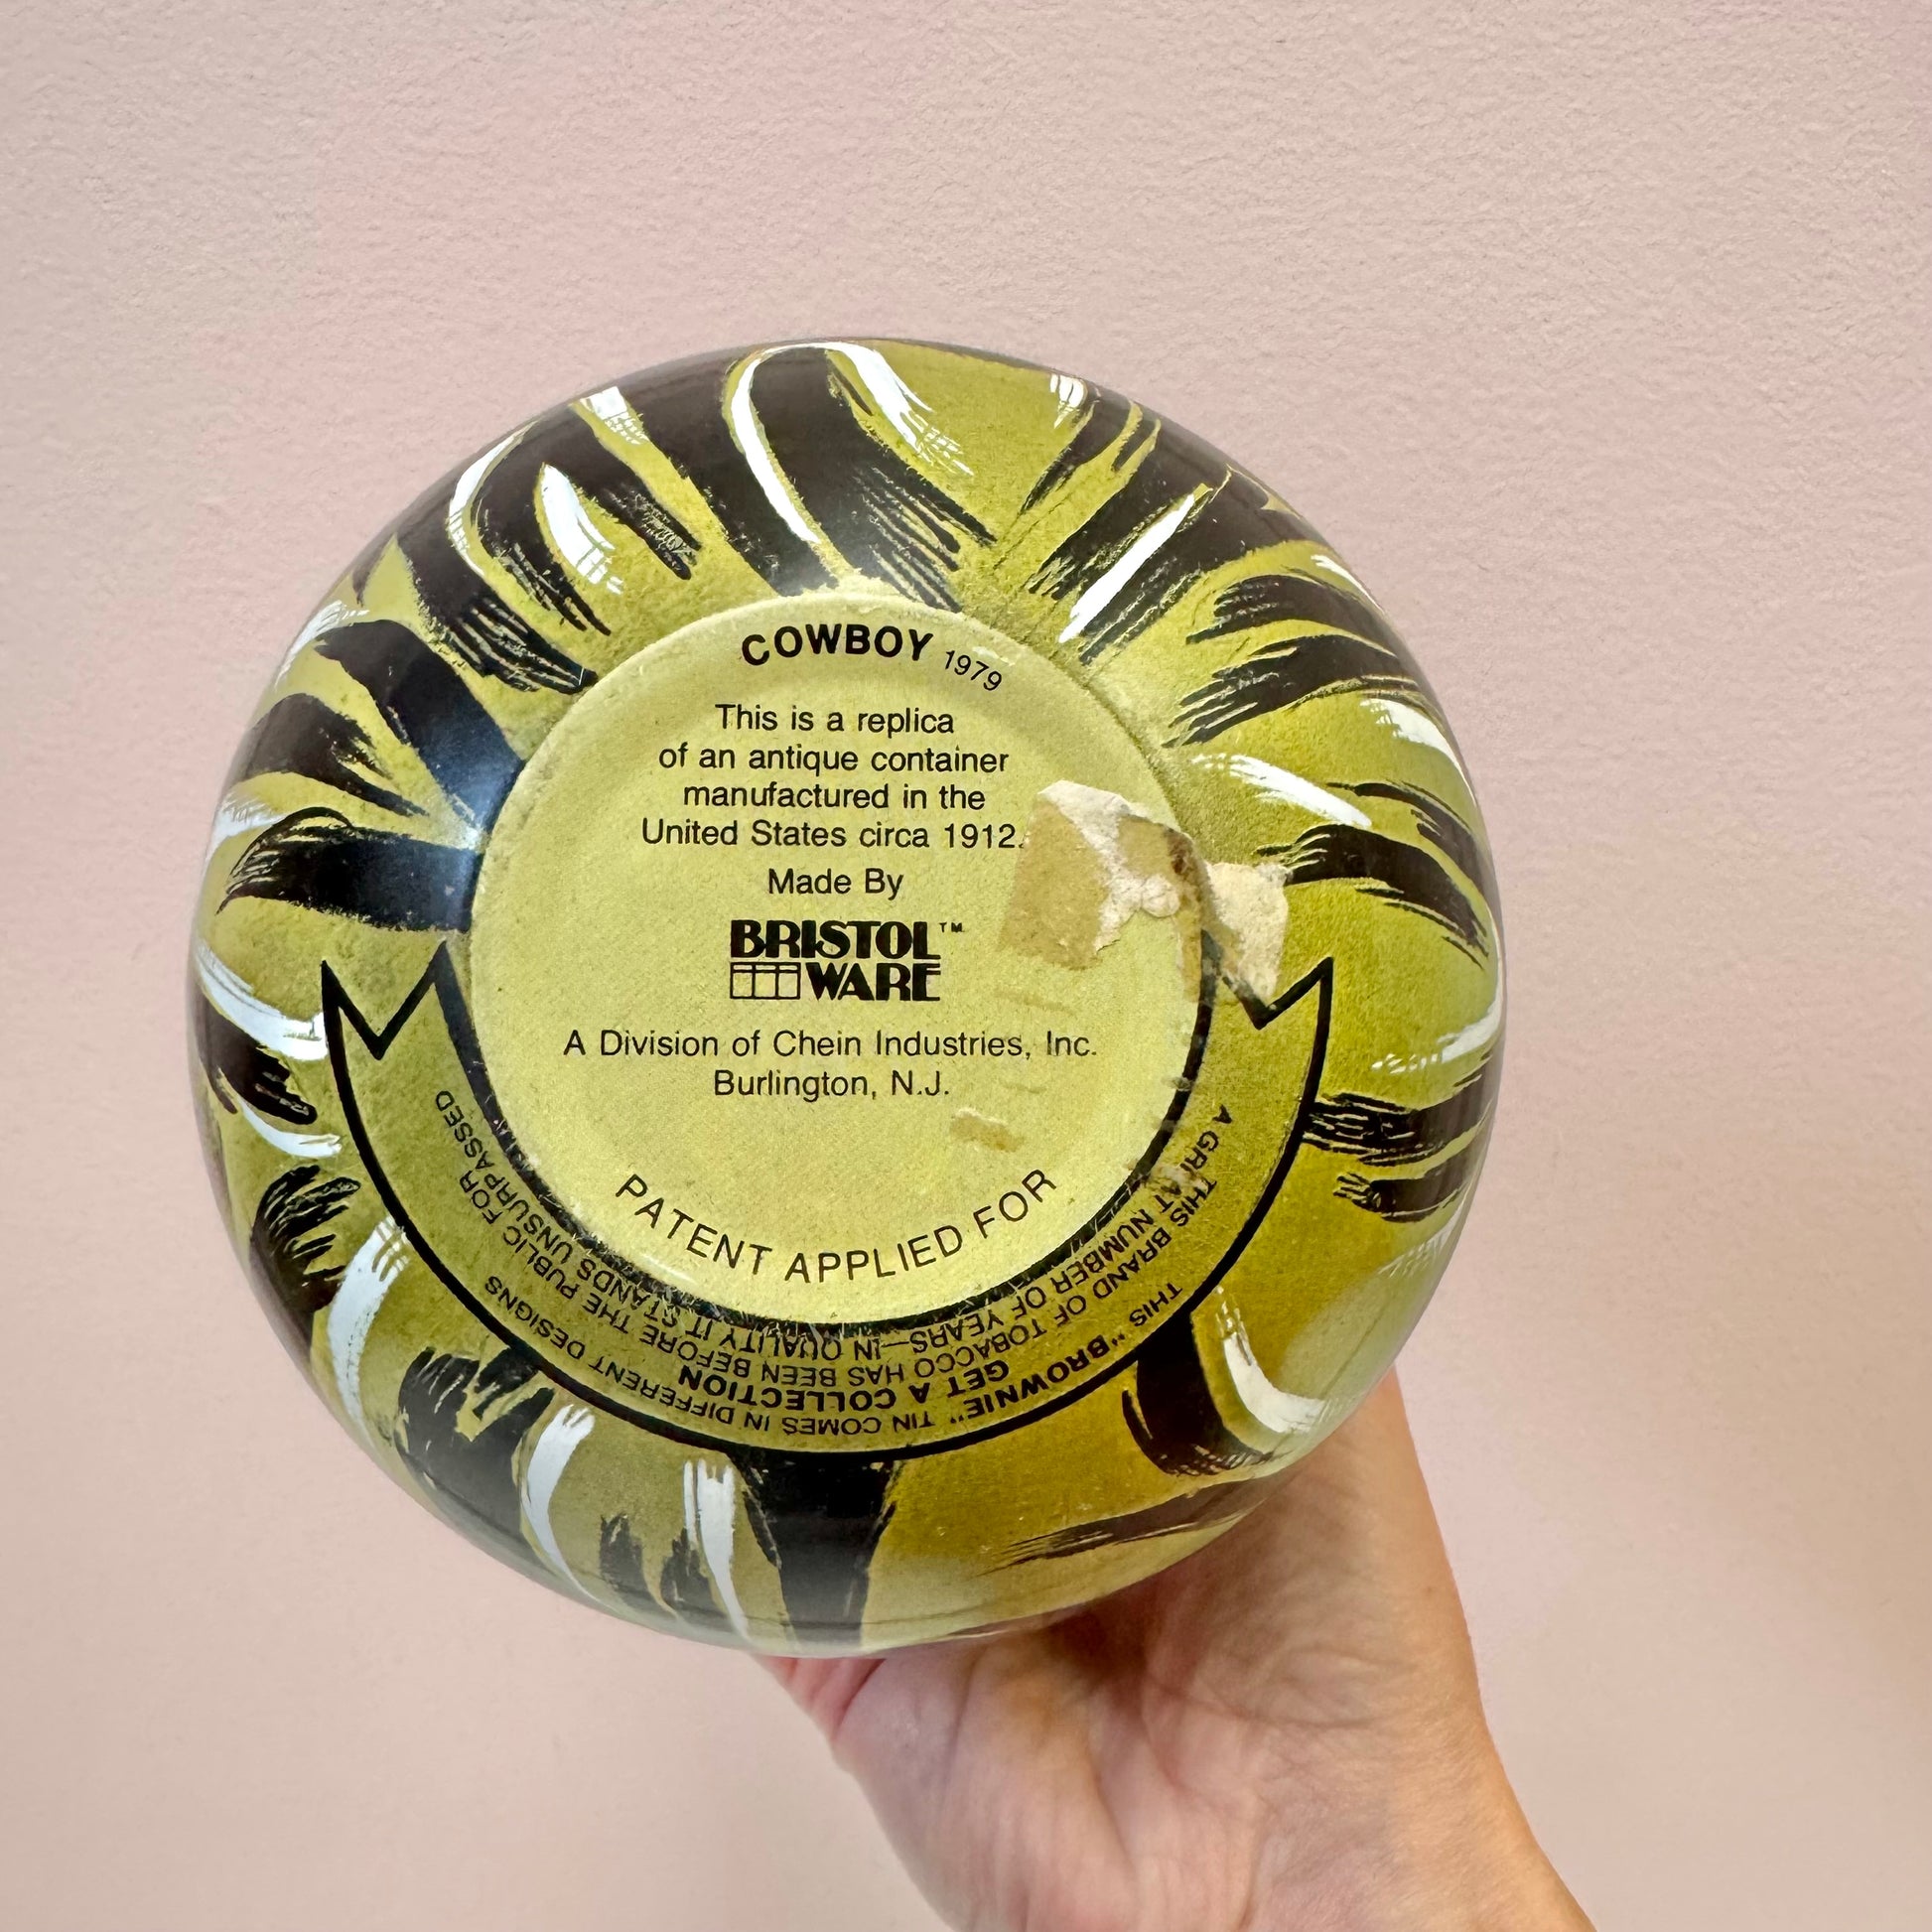 COWBOY 1979
This is a replica
of an antique container
manufactured in the
United States circa 1912.
Made By
BRISTOL™
WARE
A Division of Chein Industries, Inc.
Burlington, N.J.
PATENT APPLIED FOR
THIS "BROWNIE" TIN COMES IN DIFFERENT DESIGNS
GET A COLLECTION
THIS BRAND OF TOBACCO HAS BEEN BEFORE THE PUBLIC FOR
A GREAT NUMBER OF YEARS—IN QUALITY IT STANDS UNSURPASSED